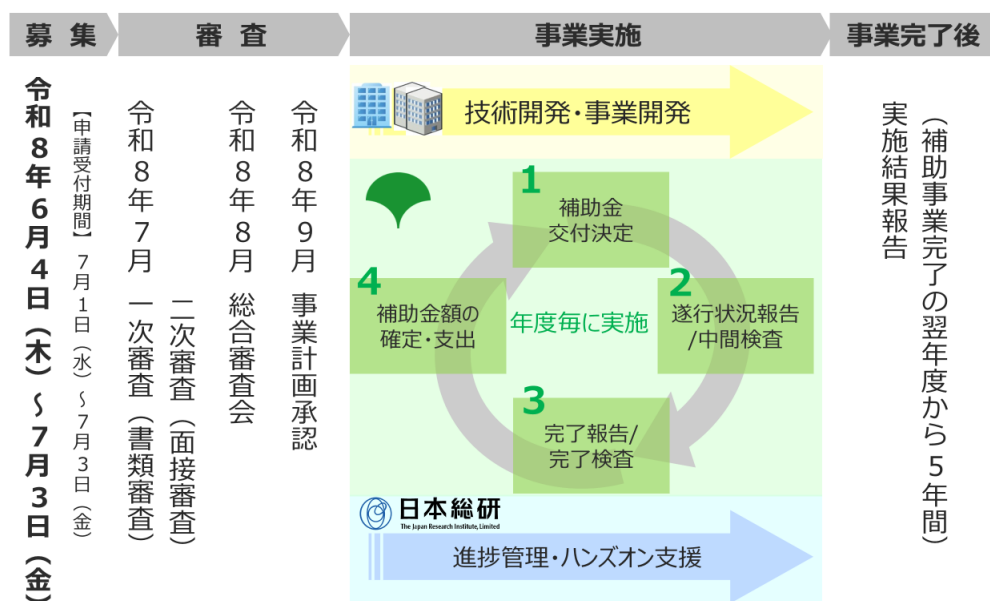 募 集
審 査
事業実施
事業完了後
令和8年6月4日（木）～7月3日（金）
【申請受付期間】 7月1日（水）～7月3日（金）
令和8年7月 一次審査（書類審査）
二次審査（面接審査）
令和8年8月 総合審査会
令和8年9月 事業計画承認
技術開発・事業開発
1
補助金
交付決定
2
遂行状況報告
/中間検査
3
完了報告/
完了検査
4
補助金額の
確定・支出
年度毎に実施
日本総研
The Japan Research Institute, Limited
進捗管理・ハンズオン支援
（補助事業完了の翌年度から5年間）
実施結果報告